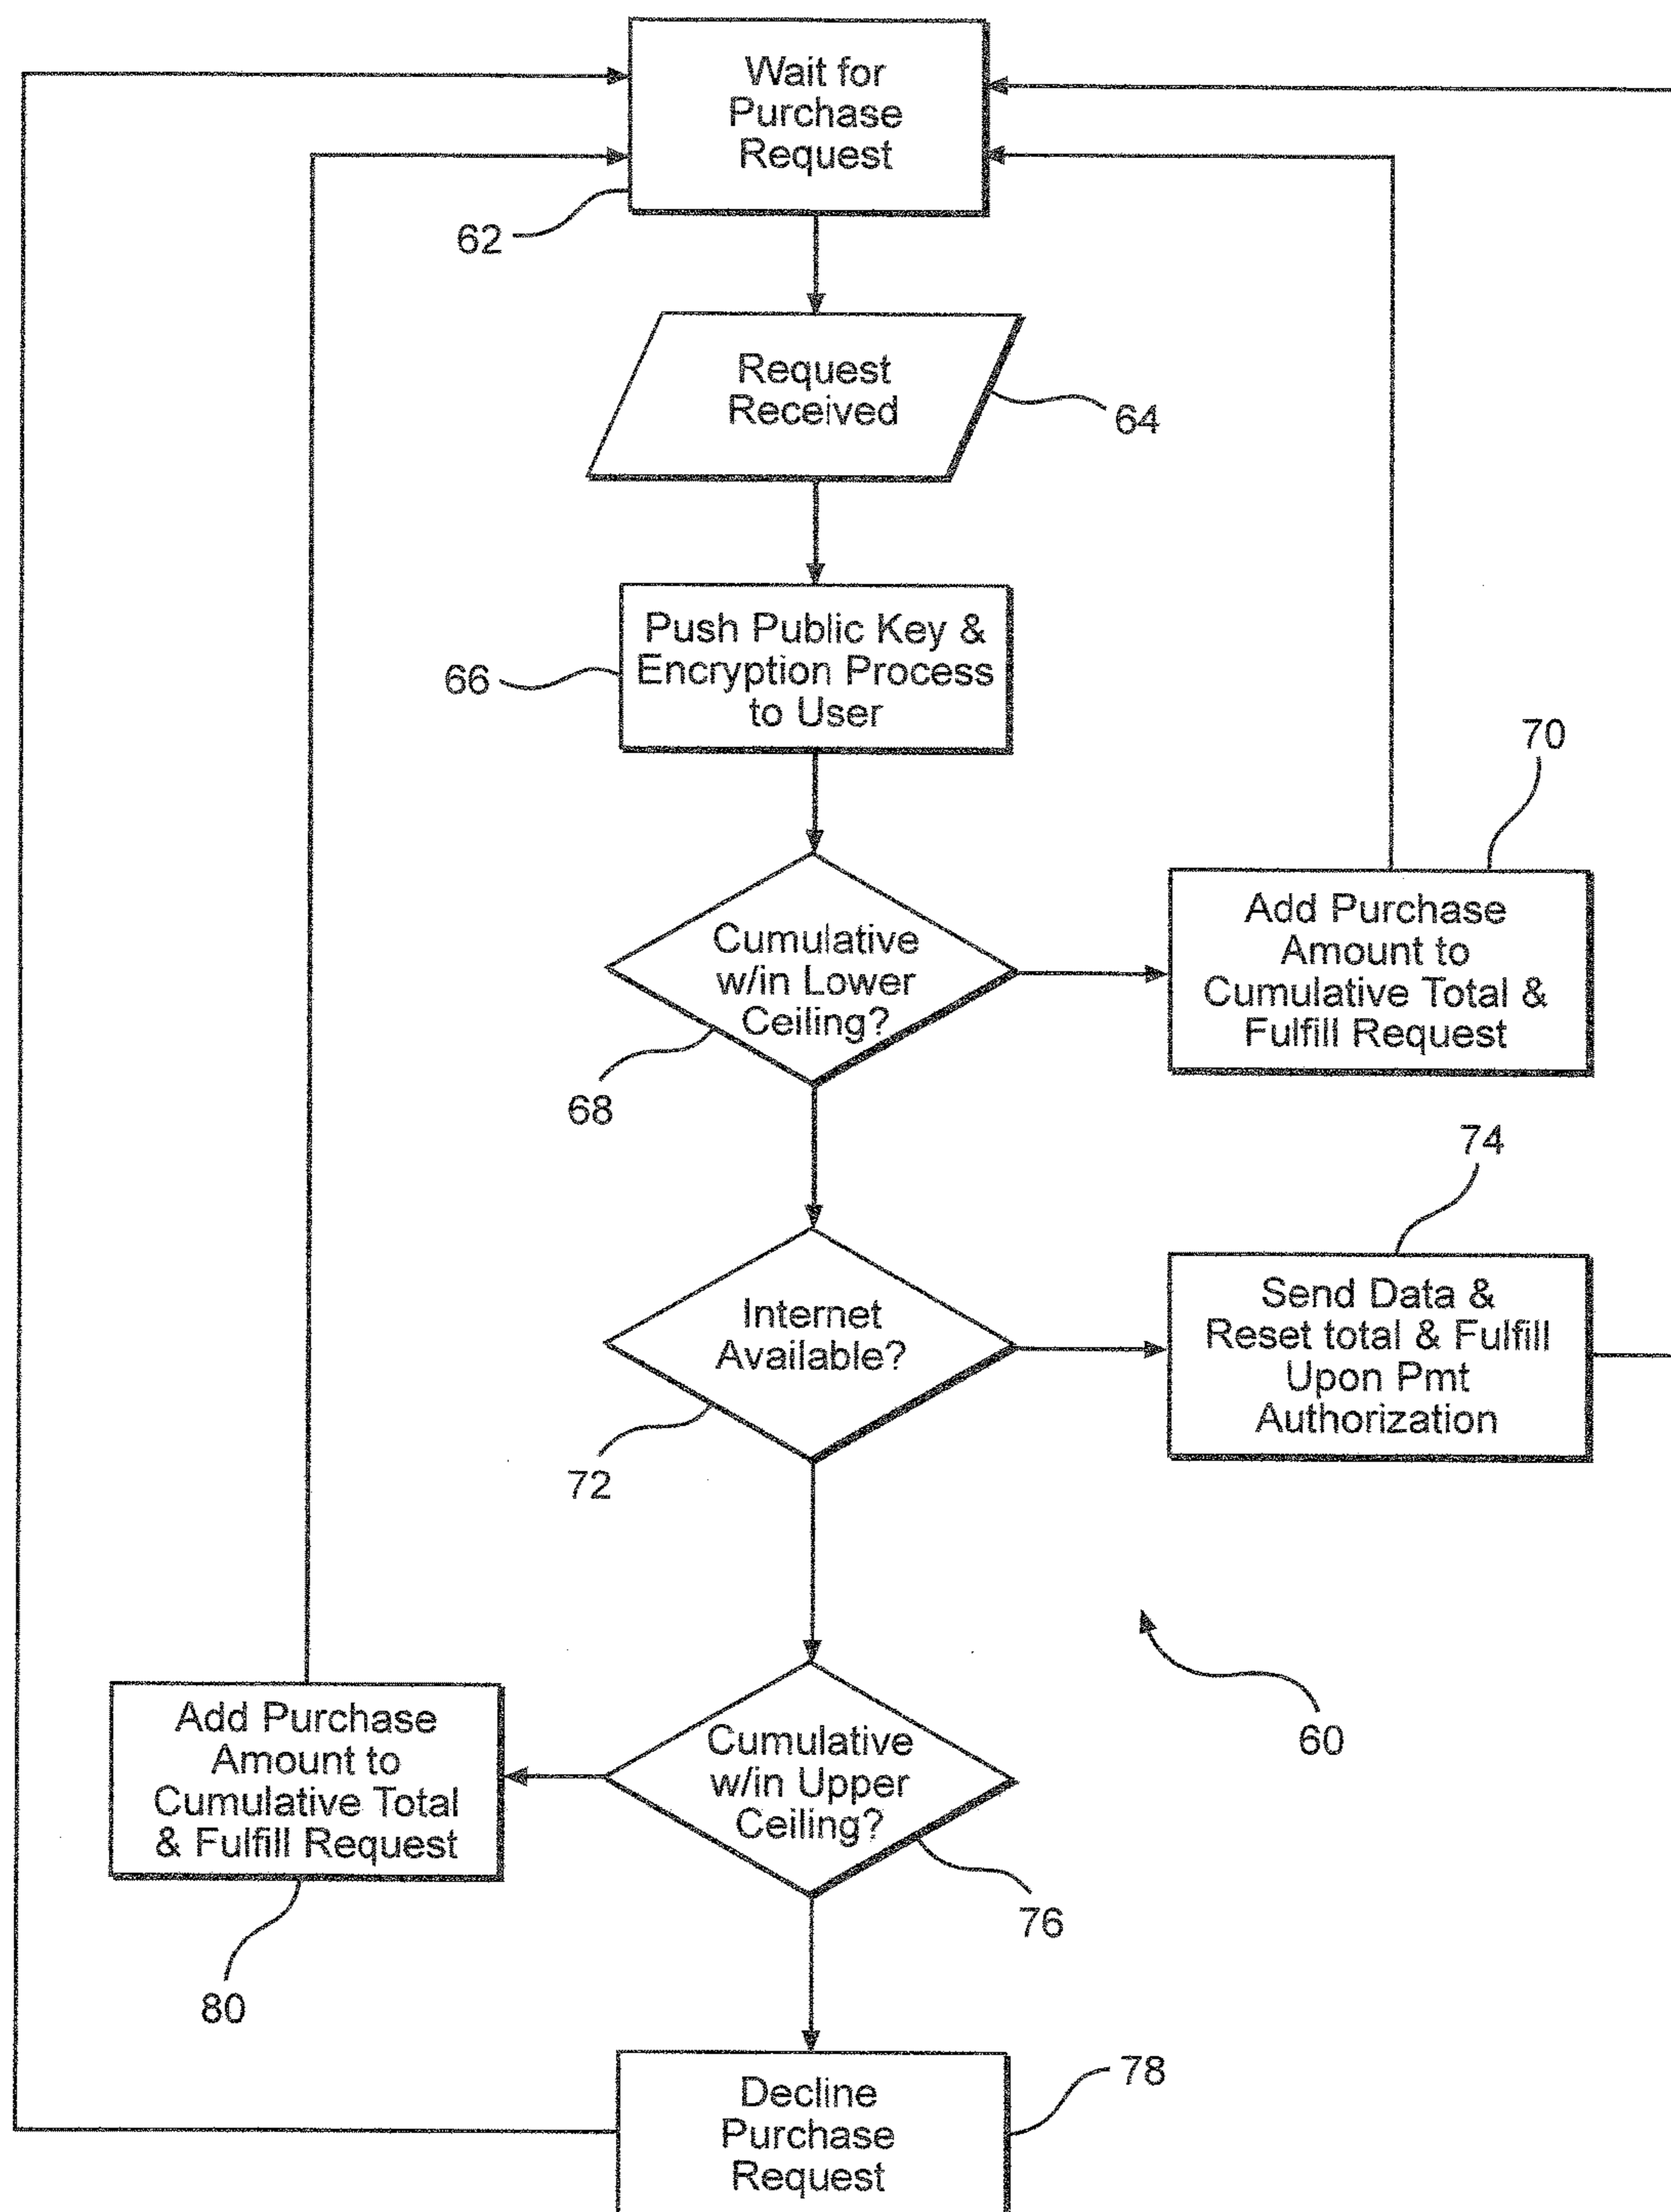 Wait for
Purchase
Request
62
Request
Received
64
Push Public Key &
Encryption Process
to User
66
70
Cumulative
w/in Lower
Ceiling?
68
Add Purchase
Amount to
Cumulative Total &
Fulfill Request
74
Internet
Available?
72
Send Data &
Reset total & Fulfill
Upon Pmt
Authorization
60
Cumulative
w/in Upper
Ceiling?
76
Add Purchase
Amount to
Cumulative Total
& Fulfill Request
80
Decline
Purchase
Request
78